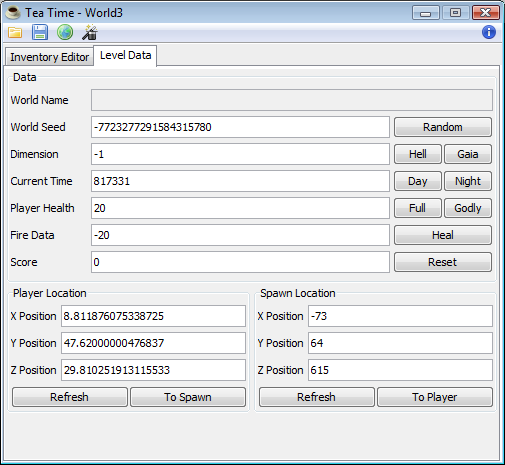 Tea Time - World3
Inventory Editor Level Data
Data
World Name
World Seed -7723277291584315780 Random
Dimension -1 Hell Gaia
Current Time 817331 Day Night
Player Health 20 Full Godly
Fire Data -20 Heal
Score 0 Reset
Player Location
X Position 8.811876075338725
Y Position 47.62000000476837
Z Position 29.810251913115533
Refresh To Spawn
Spawn Location
X Position -73
Y Position 64
Z Position 615
Refresh To Player